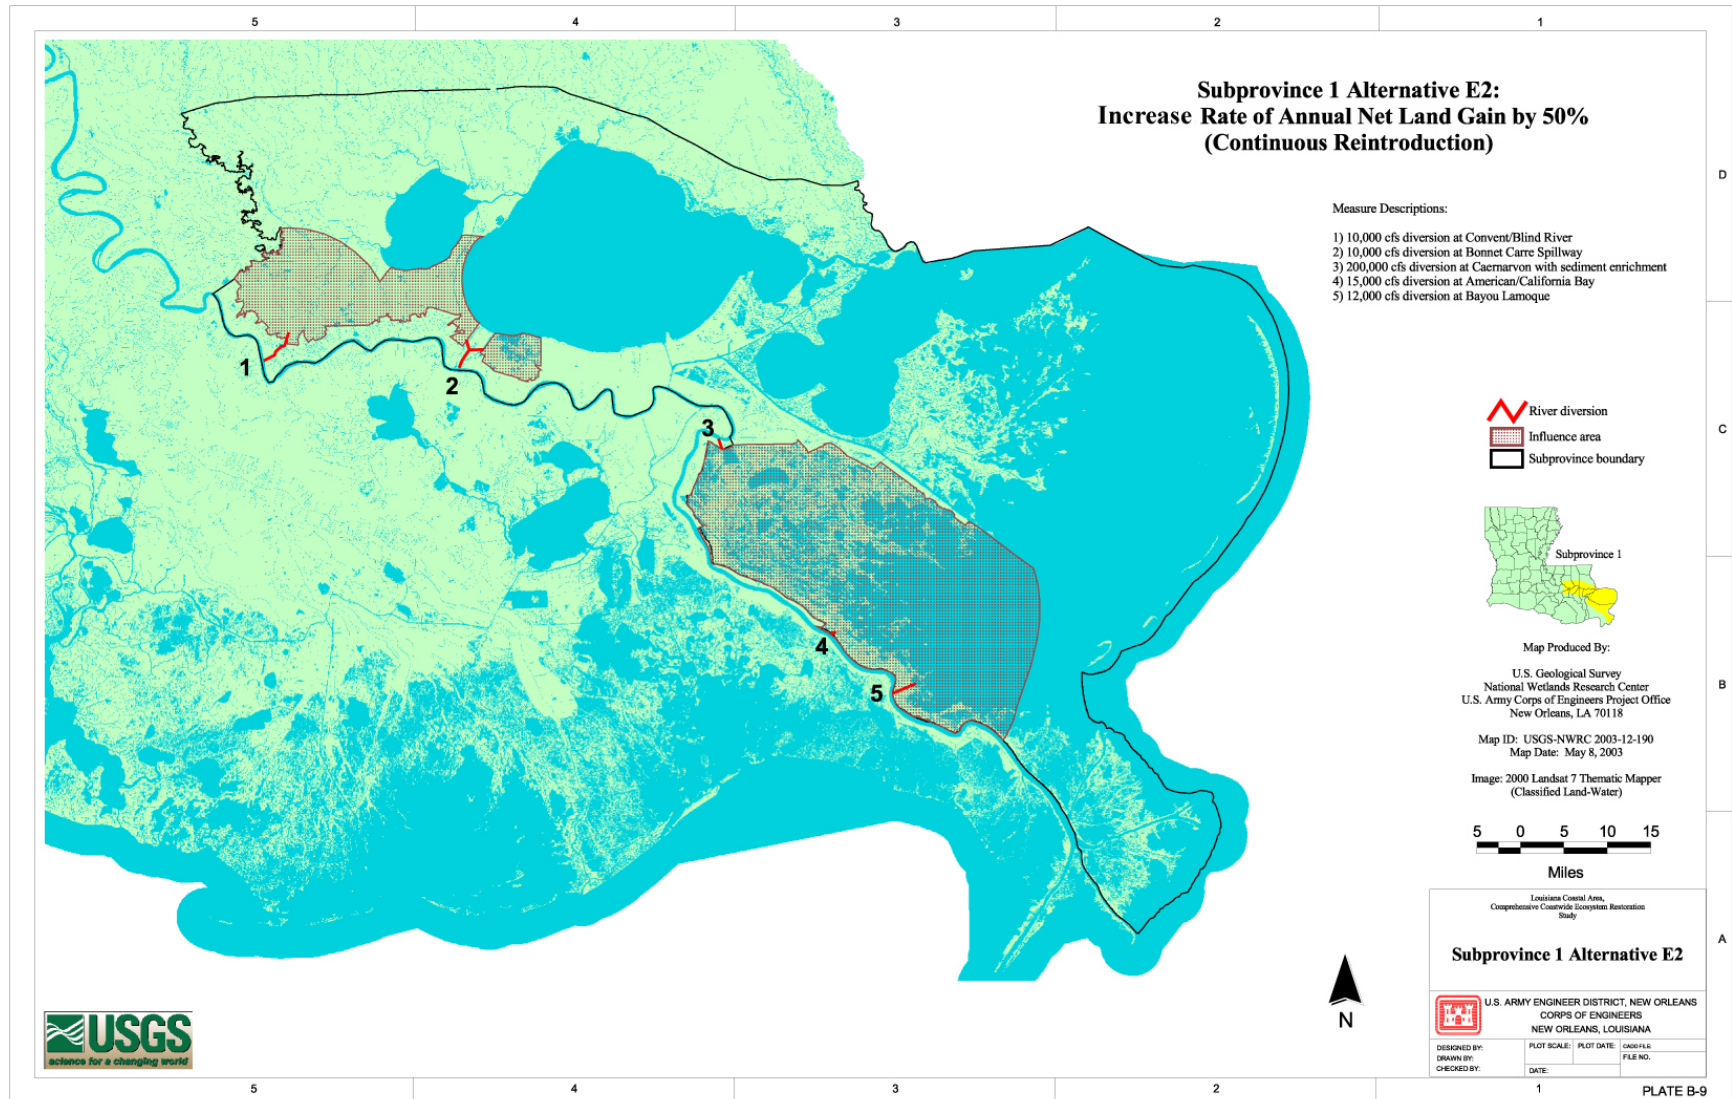 5 4 3 2 1
Subprovince 1 Alternative E2:
Increase Rate of Annual Net Land Gain by 50%
(Continuous Reintroduction)
D
Measure Descriptions:
1) 10,000 cfs diversion at Convent/Blind River
2) 10,000 cfs diversion at Bonnet Carre Spillway
3) 200,000 cfs diversion at Caernarvon with sediment enrichment
4) 15,000 cfs diversion at American/California Bay
5) 12,000 cfs diversion at Bayou Lamoque
1
2
3
4
5
River diversion
Influence area
Subprovince boundary
C
Subprovince 1
Map Produced By:
U.S. Geological Survey
National Wetlands Research Center
U.S. Army Corps of Engineers Project Office
New Orleans, LA 70118
B
Map ID: USGS-NWRC 2003-12-190
Map Date: May 8, 2003
Image: 2000 Landsat 7 Thematic Mapper
(Classified Land-Water)
5 0 5 10 15
Miles
Louisiana Coastal Area,
Comprehensive Coastwide Ecosystem Restoration
Study
A
Subprovince 1 Alternative E2
N
U.S. ARMY ENGINEER DISTRICT, NEW ORLEANS
CORPS OF ENGINEERS
NEW ORLEANS, LOUISIANA
DESIGNED BY:
DRAWN BY:
CHECKED BY:
PLOT SCALE: PLOT DATE: CADD FILE
FILE NO.
DATE:
USGS
science for a changing world
5 4 3 2 1
PLATE B-9